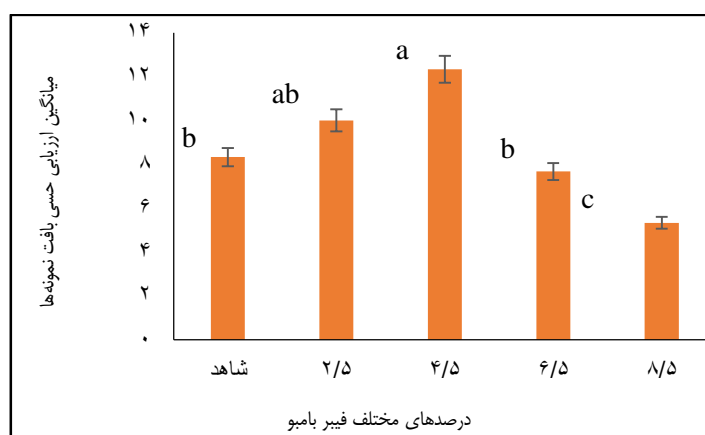 میانگین ارزیابی حسی بافت نمونه‌ها
۱۴
۱۲
۱۰
۸
۶
۴
۲
۰
b
ab
a
b
c
شاهد
۲/۵
۴/۵
۶/۵
۸/۵
درصدهای مختلف فیبر بامبو